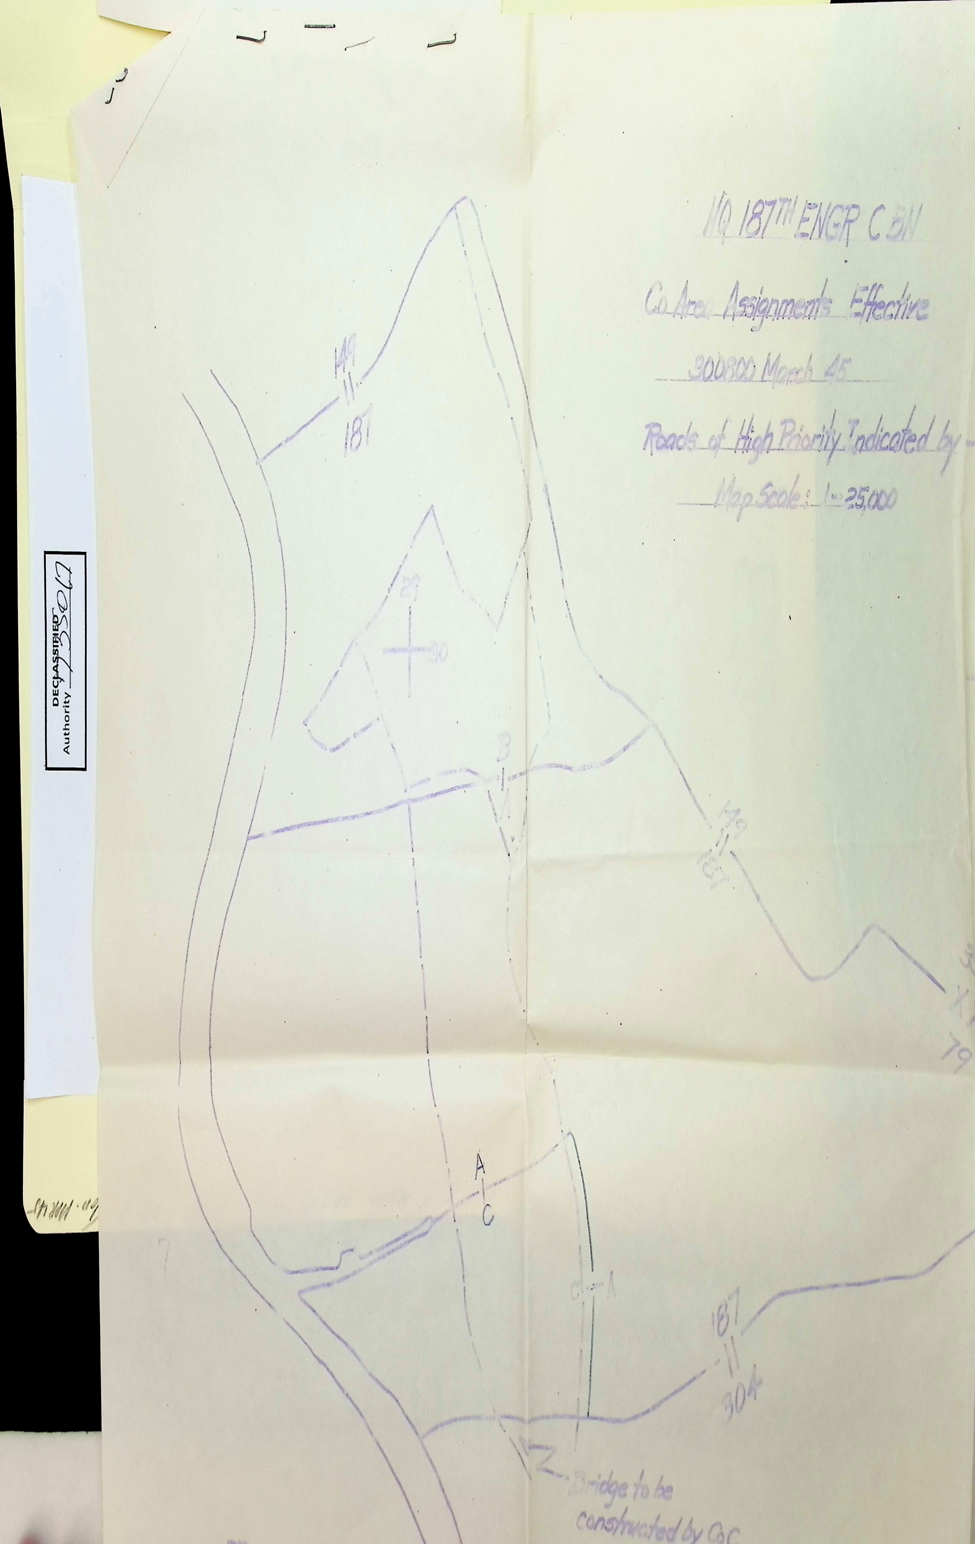 HQ 187TH ENGR C BN
Co Area Assignments Effective
300800 March 45
Roads of High Priority Indicated by -
Map Scale: 1-25,000
149
187
29
30
B
A
149
187
79
A
C
C - A
187
304
Bridge to be
constructed by Co C
DECLASSIFIED
Authority